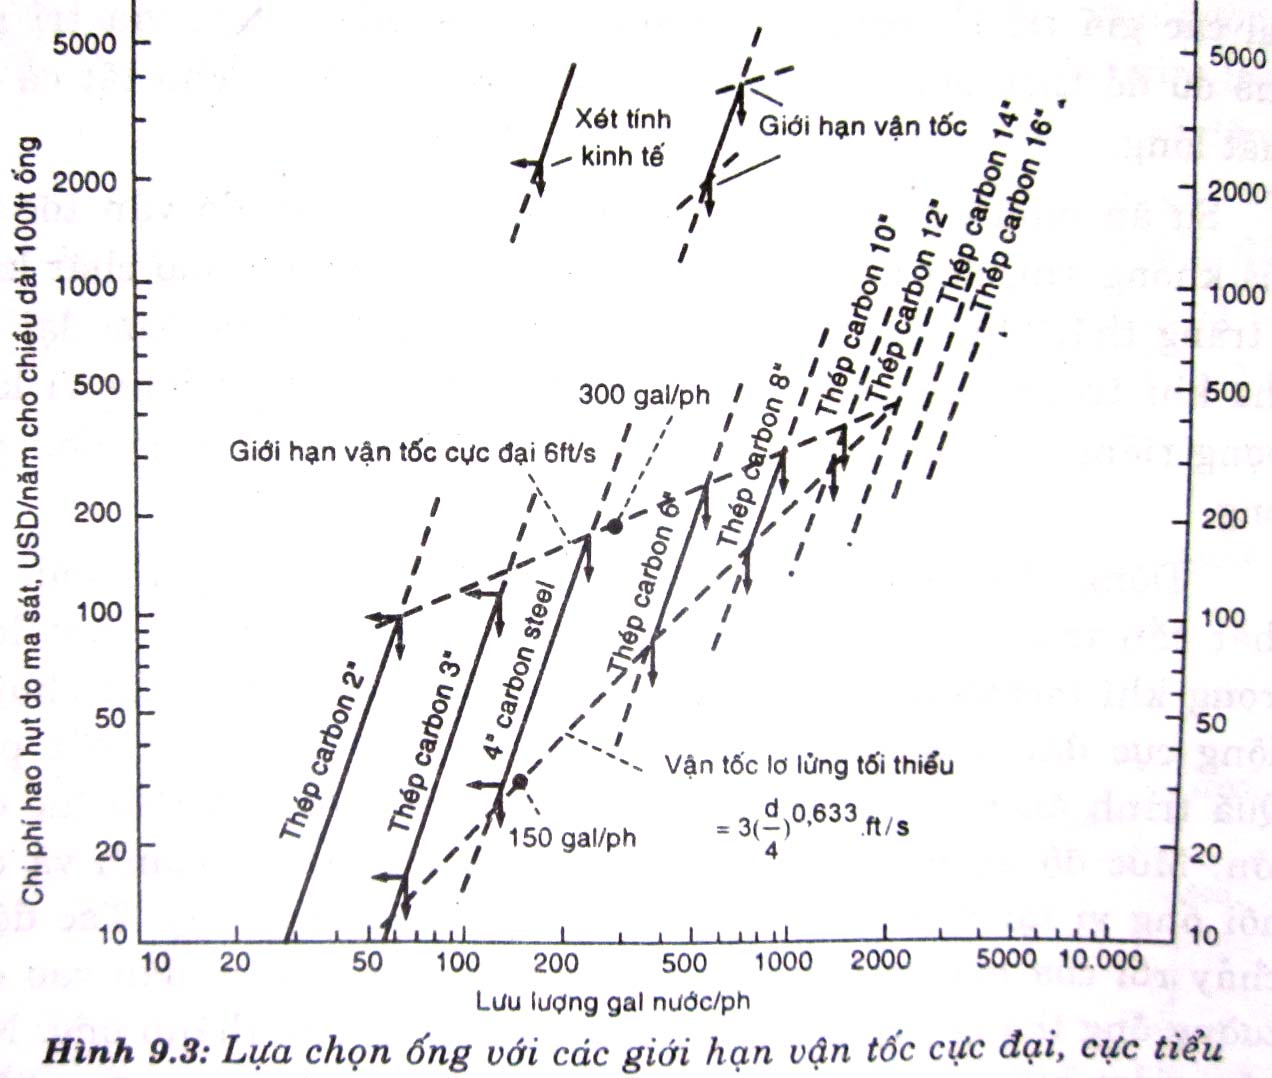 5000
2000
1000
500
200
100
50
20
10
Chi phí hao hụt do ma sát, USD/năm cho chiều dài 100ft ống
Xét tính
kinh tế
Giới hạn vận tốc
300 gal/ph
Giới hạn vận tốc cực đại 6ft/s
Thép carbon 2"
Thép carbon 3"
4" carbon steel
Thép carbon 6"
Thép carbon 8"
Thép carbon 10"
Thép carbon 12"
Thép carbon 14"
Thép carbon 16"
Vận tốc lơ lửng tối thiểu
= 3(d/4)^0,633 .ft/s
150 gal/ph
5000
2000
1000
500
200
100
50
20
10
10 20 50 100 200 500 1000 2000 5000 10.000
Lưu lượng gal nước/ph
Hình 9.3: Lựa chọn ống với các giới hạn vận tốc cực đại, cực tiểu